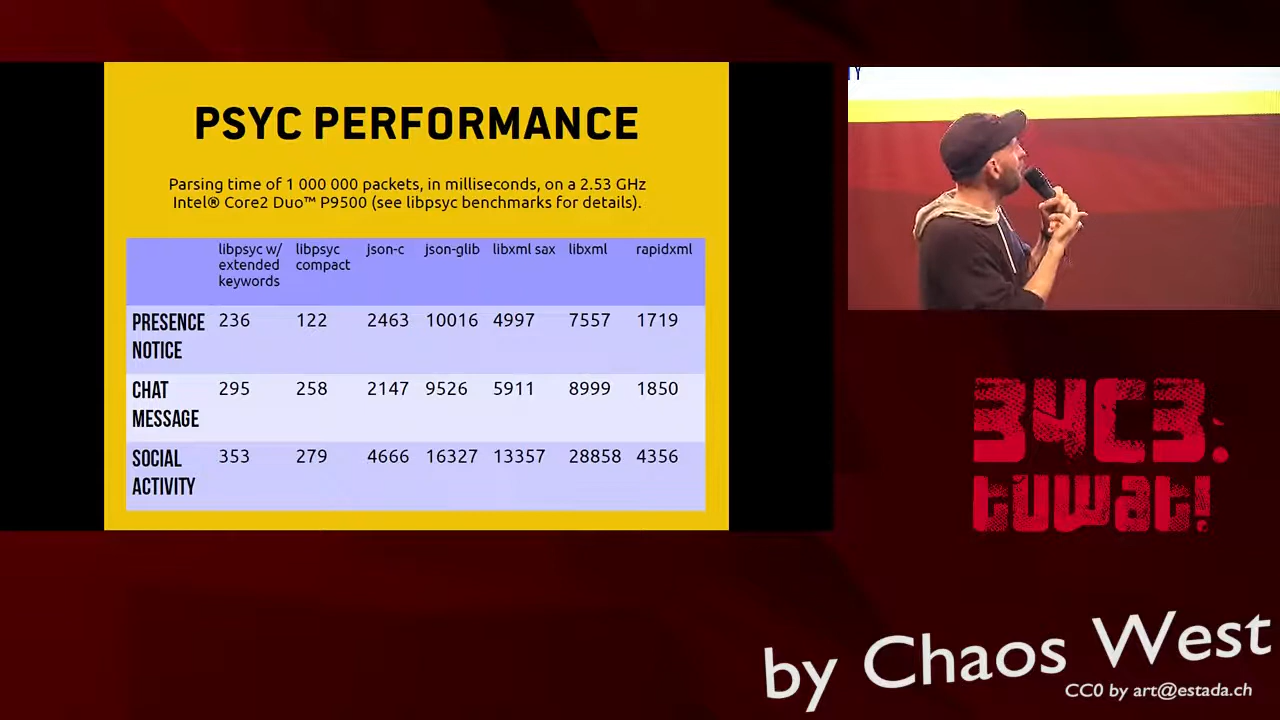 PSYC PERFORMANCE
Parsing time of 1 000 000 packets, in milliseconds, on a 2.53 GHz
Intel® Core2 Duo™ P9500 (see libpsyc benchmarks for details).
libpsyc w/ extended keywords libpsyc compact json-c json-glib libxml sax libxml rapidxml
PRESENCE NOTICE 236 122 2463 10016 4997 7557 1719
CHAT MESSAGE 295 258 2147 9526 5911 8999 1850
SOCIAL ACTIVITY 353 279 4666 16327 13357 28858 4356
TY
34C3.
tuwat!
by Chaos West
CC0 by art@estada.ch